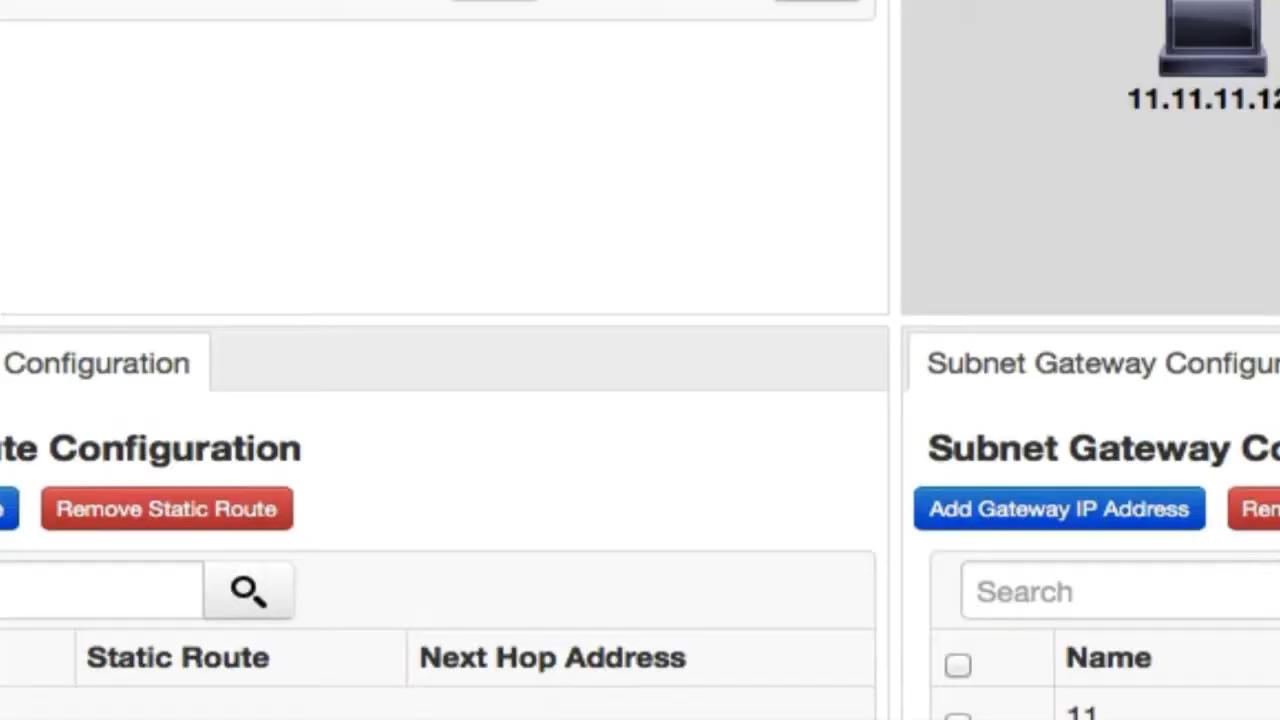 11.11.11.12
Configuration
Subnet Gateway Configur
te Configuration
Subnet Gateway Co
Remove Static Route
Add Gateway IP Address
Rem
Search
Static Route
Next Hop Address
Name
11